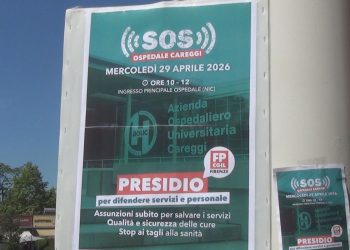 SOS
OSPEDALE CAREGGI
MERCOLEDÌ 29 APRILE 2026
ORE 10 - 12
INGRESSO PRINCIPALE OSPEDALE (NIC)
AOUC
Azienda
Ospedaliero
Universitaria
Careggi
FP
CGIL
FIRENZE
PRESIDIO
per difendere servizi e personale
Assunzioni subito per salvare i servizi
Qualità e sicurezza delle cure
Stop ai tagli alla sanità
SOS
OSPEDALE CAREGGI
MERCOLEDÌ 29 APRILE 2026
PRESIDIO